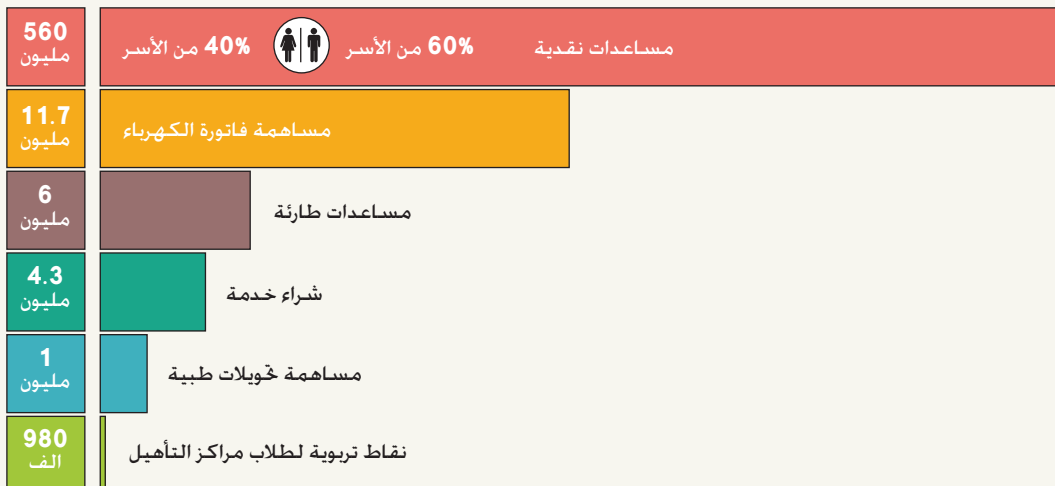 560 مليون
مساعدات نقدية 60% من الأسر 40% من الأسر
11.7 مليون
مساهمة فاتورة الكهرباء
6 مليون
مساعدات طارئة
4.3 مليون
شراء خدمة
1 مليون
مساهمة تحويلات طبية
980 الف
نقاط تربوية لطلاب مراكز التأهيل